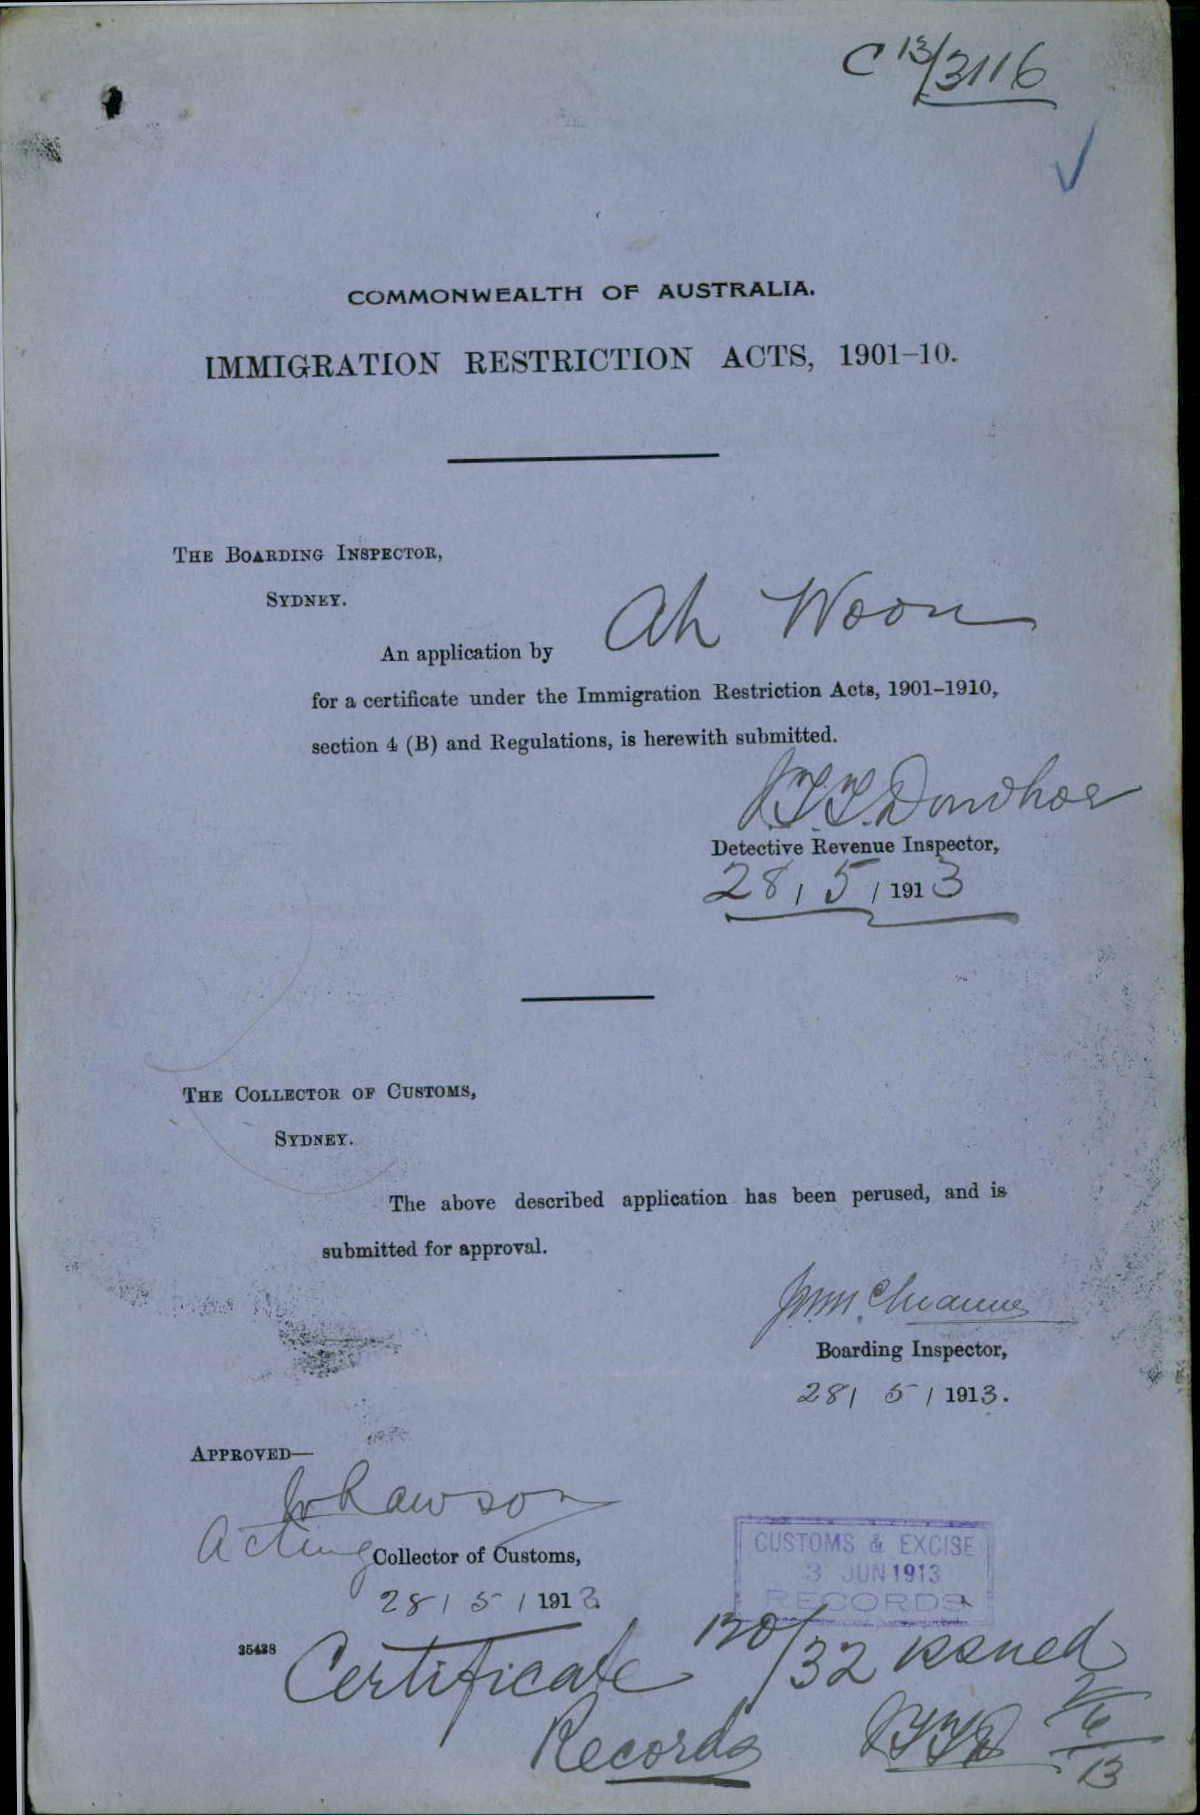 C 13/3116
COMMONWEALTH OF AUSTRALIA.
IMMIGRATION RESTRICTION ACTS, 1901-10.
THE BOARDING INSPECTOR,
SYDNEY.
An application by Ah Woon
for a certificate under the Immigration Restriction Acts, 1901-1910,
section 4 (B) and Regulations, is herewith submitted.
J.T.T. Donohoe
Detective Revenue Inspector,
28 / 5 / 1913
THE COLLECTOR OF CUSTOMS,
SYDNEY.
The above described application has been perused, and is
submitted for approval.
Boarding Inspector,
28 / 5 / 1913.
APPROVED—
Acting Collector of Customs,
28 / 5 / 1913.
CUSTOMS & EXCISE
3 JUN 1913
RECORDS
35438
Certificate 120/32 issued
Records J.T.T.D 2/6/13